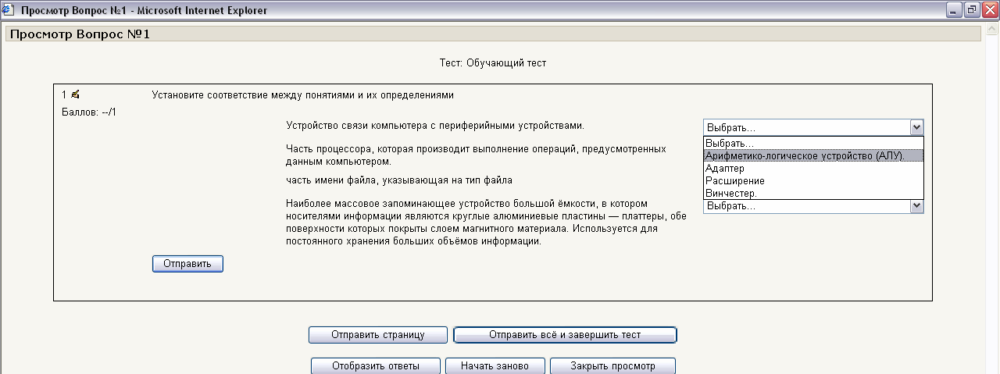 Просмотр Вопрос №1 - Microsoft Internet Explorer
Просмотр Вопрос №1
Тест: Обучающий тест
1
Установите соответствие между понятиями и их определениями
Баллов: --/1
Устройство связи компьютера с периферийными устройствами.
Выбрать...
Выбрать...
Арифметико-логическое устройство (АЛУ).
Адаптер
Расширение
Винчестер.
Часть процессора, которая производит выполнение операций, предусмотренных
данным компьютером.
часть имени файла, указывающая на тип файла
Наиболее массовое запоминающее устройство большой ёмкости, в котором
носителями информации являются круглые алюминиевые пластины — платтеры, обе
поверхности которых покрыты слоем магнитного материала. Используется для
постоянного хранения больших объёмов информации.
Выбрать...
Отправить
Отправить страницу
Отправить всё и завершить тест
Отобразить ответы
Начать заново
Закрыть просмотр